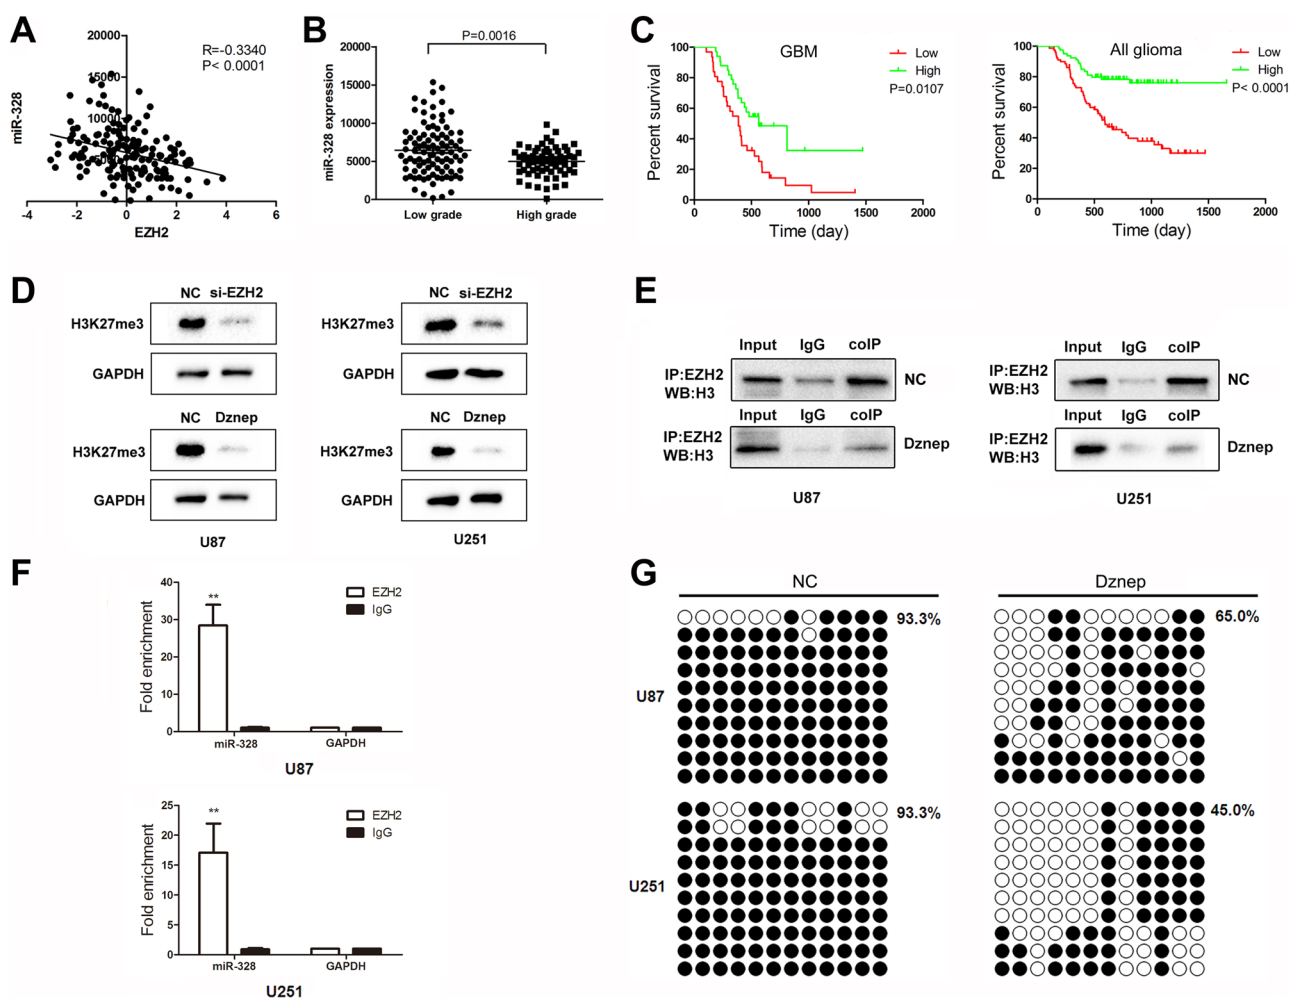 A
miR-328
20000
15000
10000
5000
0
-4
-2
0
2
4
6
EZH2
R=-0.3340
P< 0.0001
B
miR-328 expression
20000
15000
10000
5000
0
P=0.0016
Low grade
High grade
C
Percent survival
100
80
60
40
20
0
0
500
1000
1500
2000
Time (day)
GBM
Low
High
P=0.0107
Percent survival
100
80
60
40
20
0
0
500
1000
1500
2000
Time (day)
All glioma
Low
High
P< 0.0001
D
NC si-EZH2
H3K27me3
GAPDH
NC Dznep
H3K27me3
GAPDH
U87
NC si-EZH2
H3K27me3
GAPDH
NC Dznep
H3K27me3
GAPDH
U251
E
Input IgG coIP
IP:EZH2
WB:H3
NC
Input IgG coIP
IP:EZH2
WB:H3
Dznep
U87
Input IgG coIP
IP:EZH2
WB:H3
NC
Input IgG coIP
IP:EZH2
WB:H3
Dznep
U251
F
Fold enrichment
40
30
20
10
0
**
EZH2
IgG
miR-328
GAPDH
U87
Fold enrichment
25
20
15
10
5
0
**
EZH2
IgG
miR-328
GAPDH
U251
G
NC
Dznep
U87
93.3%
65.0%
U251
93.3%
45.0%